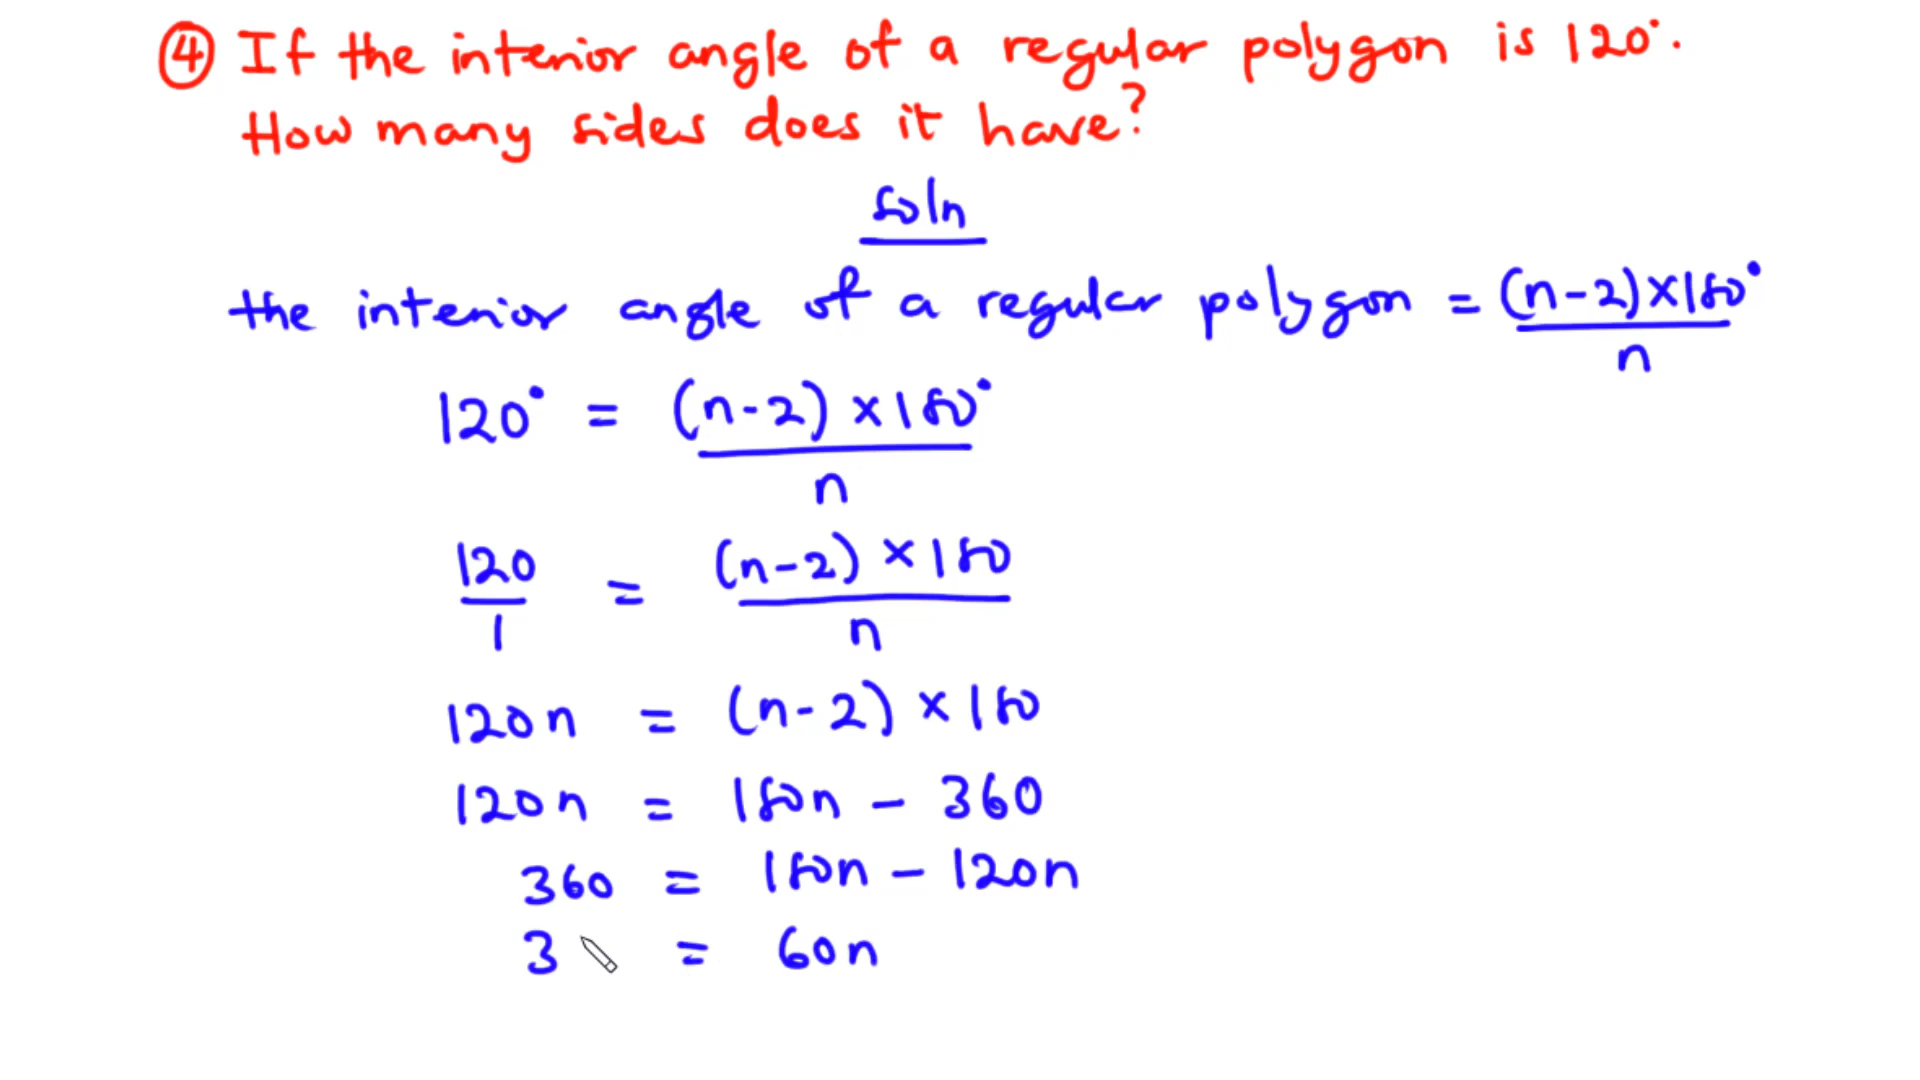 ④ If the interior angle of a regular polygon is 120°.
How many sides does it have?
soln
the interior angle of a regular polygon = (n-2)×180°
n
120° = (n-2) × 180°
n
120 = (n-2) × 180
1 n
120n = (n-2) × 180
120n = 180n - 360
360 = 180n - 120n
3 = 60n